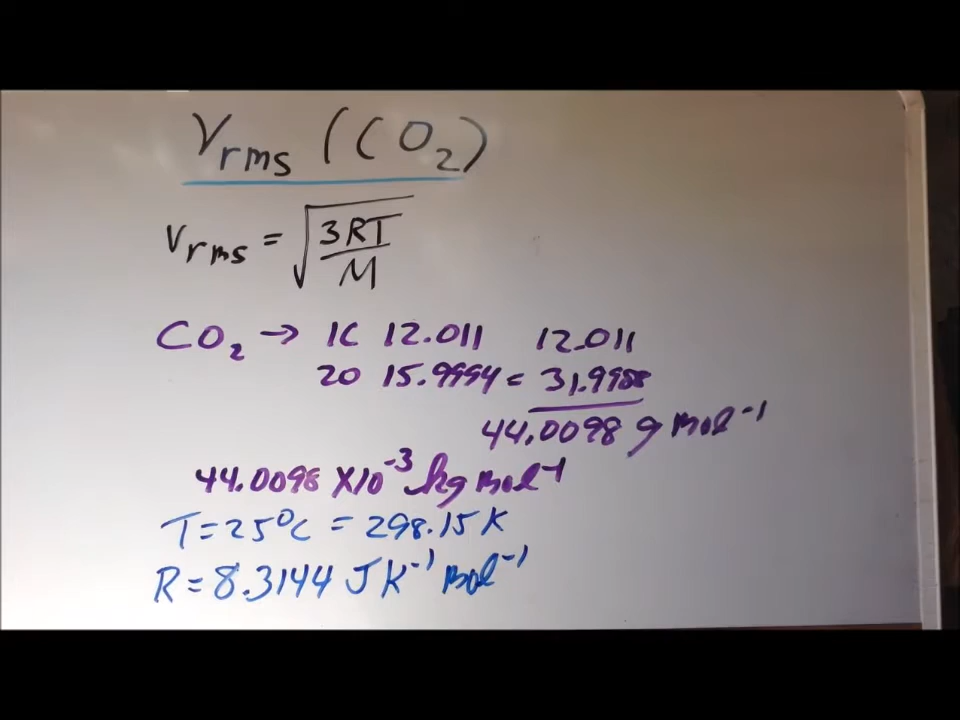 Vrms (CO₂)
Vrms = √(3RT/M)
CO₂ → 1C 12.011 12.011
2O 15.9994 = 31.9988
44.0098 g mol⁻¹
44.0098 X10⁻³ kg mol⁻¹
T = 25°C = 298.15 K
R = 8.3144 J K⁻¹ mol⁻¹